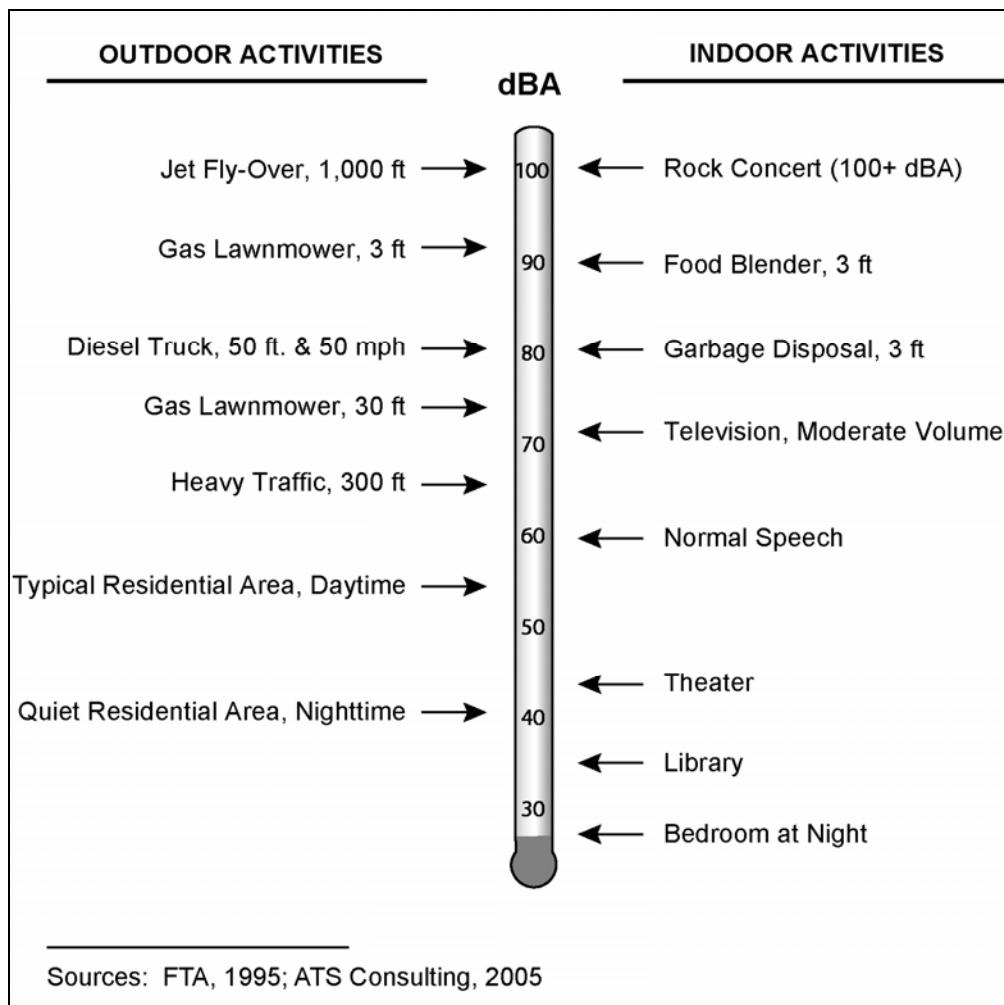 OUTDOOR ACTIVITIES
INDOOR ACTIVITIES
dBA
Jet Fly-Over, 1,000 ft
100
Rock Concert (100+ dBA)
Gas Lawnmower, 3 ft
90
Food Blender, 3 ft
Diesel Truck, 50 ft. & 50 mph
80
Garbage Disposal, 3 ft
Gas Lawnmower, 30 ft
70
Television, Moderate Volume
Heavy Traffic, 300 ft
60
Normal Speech
Typical Residential Area, Daytime
50
Theater
Quiet Residential Area, Nighttime
40
Library
30
Bedroom at Night
Sources: FTA, 1995; ATS Consulting, 2005